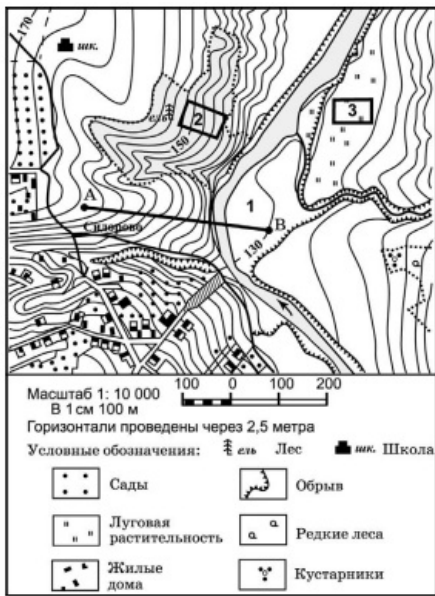 170
шк.
ель
2
150
3
А
1
В
Сидорово
130
Масштаб 1: 10 000
В 1см 100 м
100 0 100 200
Горизонтали проведены через 2,5 метра
Условные обозначения: ель Лес шк. Школа
Сады
Обрыв
Луговая растительность
Редкие леса
Жилые дома
Кустарники